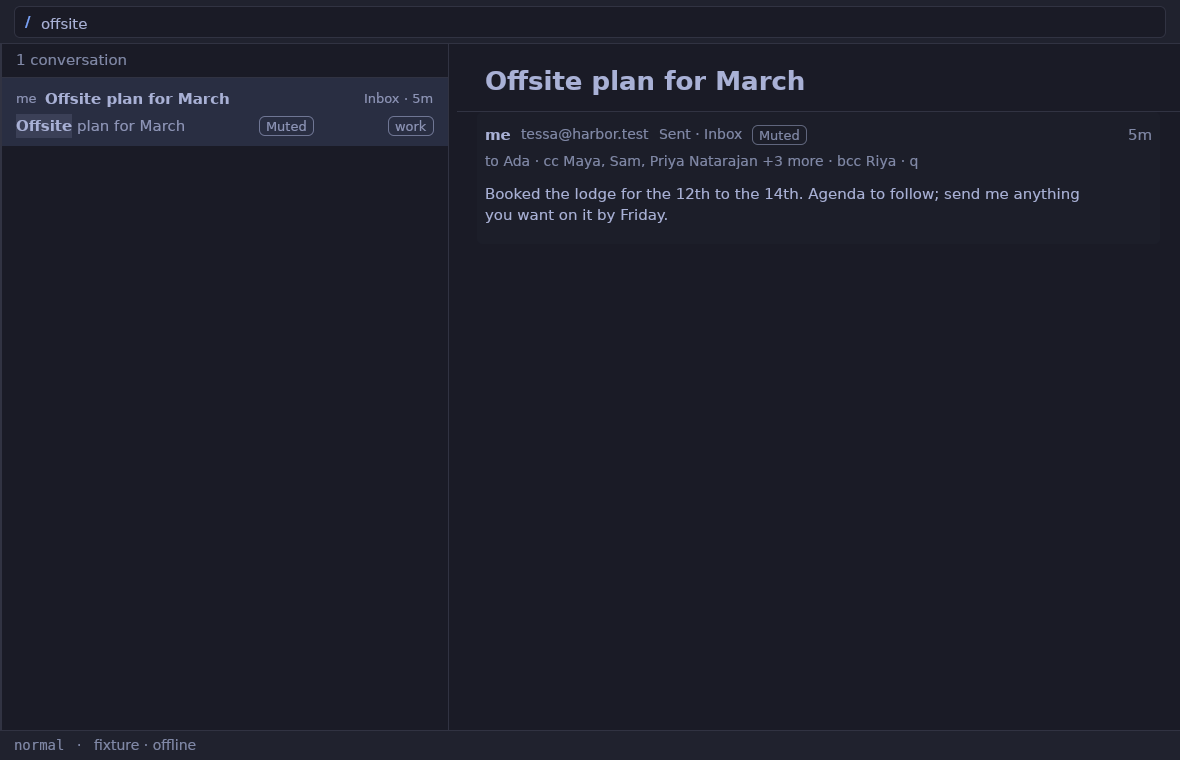 / offsite
1 conversation
me Offsite plan for March Inbox · 5m
Offsite plan for March Muted work
Offsite plan for March
me tessa@harbor.test Sent · Inbox Muted 5m
to Ada · cc Maya, Sam, Priya Natarajan +3 more · bcc Riya · q
Booked the lodge for the 12th to the 14th. Agenda to follow; send me anything
you want on it by Friday.
normal · fixture · offline